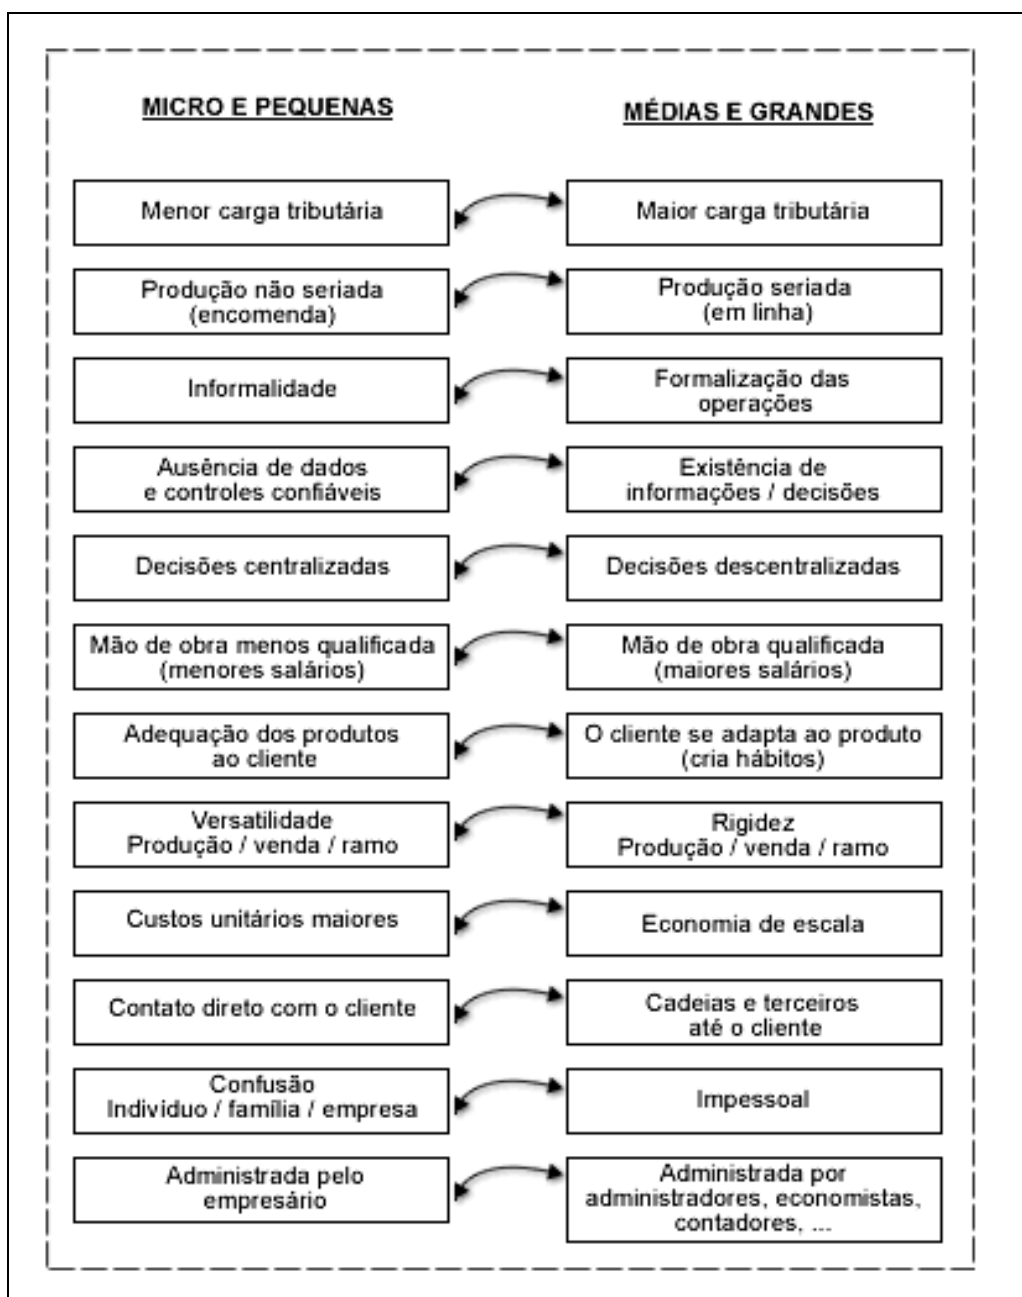 MICRO E PEQUENAS
MÉDIAS E GRANDES
Menor carga tributária
Maior carga tributária
Produção não seriada
(encomenda)
Produção seriada
(em linha)
Informalidade
Formalização das
operações
Ausência de dados
e controles confiáveis
Existência de
informações / decisões
Decisões centralizadas
Decisões descentralizadas
Mão de obra menos qualificada
(menores salários)
Mão de obra qualificada
(maiores salários)
Adequação dos produtos
ao cliente
O cliente se adapta ao produto
(cria hábitos)
Versatilidade
Produção / venda / ramo
Rigidez
Produção / venda / ramo
Custos unitários maiores
Economia de escala
Contato direto com o cliente
Cadeias e terceiros
até o cliente
Confusão
Individuo / família / empresa
Impessoal
Administrada pelo
empresário
Administrada por
administradores, economistas,
contadores, ...